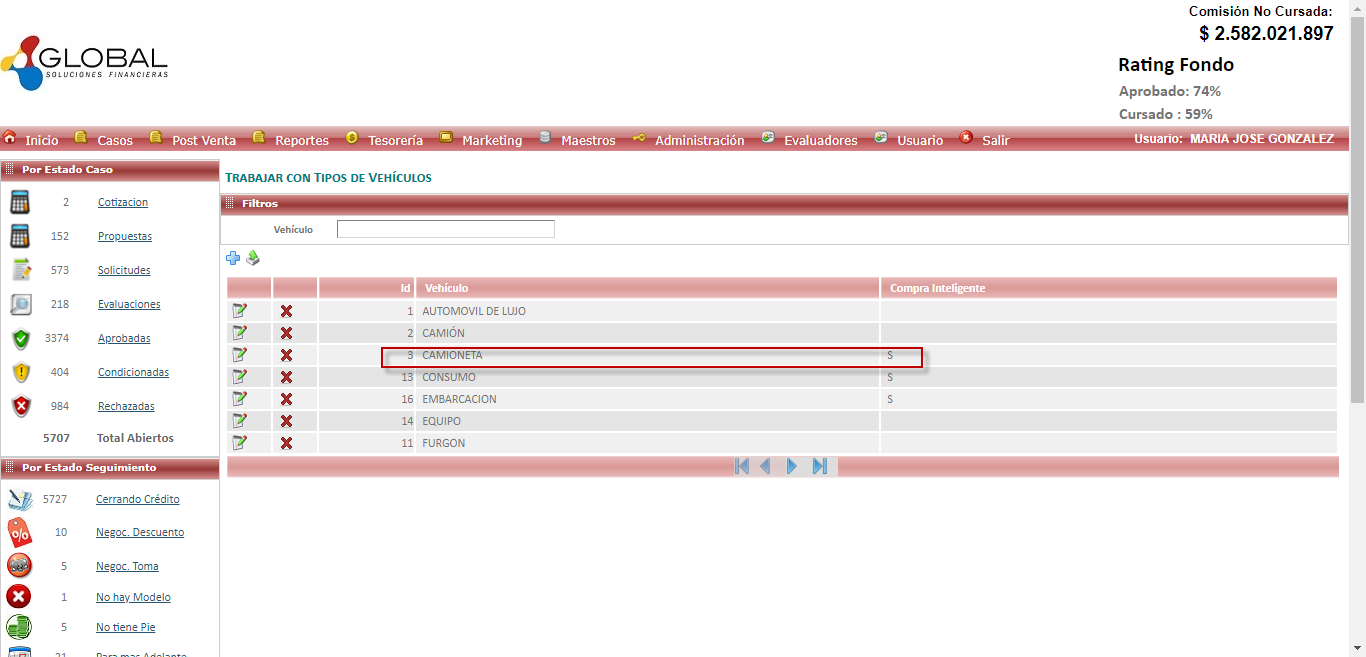 Comisión No Cursada:
$ 2.582.021.897
GLOBAL
SOLUCIONES FINANCIERAS
Rating Fondo
Aprobado: 74%
Cursado : 59%
Inicio Casos Post Venta Reportes Tesorería Marketing Maestros Administración Evaluadores Usuario Salir Usuario: MARIA JOSE GONZALEZ
Por Estado Caso
2 Cotizacion
152 Propuestas
573 Solicitudes
218 Evaluaciones
3374 Aprobadas
404 Condicionadas
984 Rechazadas
5707 Total Abiertos
Por Estado Seguimiento
5727 Cerrando Crédito
10 Negoc. Descuento
5 Negoc. Toma
1 No hay Modelo
5 No tiene Pie
21 Para mas Adelante
TRABAJAR CON TIPOS DE VEHÍCULOS
Filtros
Vehículo
Id Vehículo Compra Inteligente
1 AUTOMOVIL DE LUJO
2 CAMIÓN
3 CAMIONETA S
13 CONSUMO S
16 EMBARCACION S
14 EQUIPO
11 FURGON